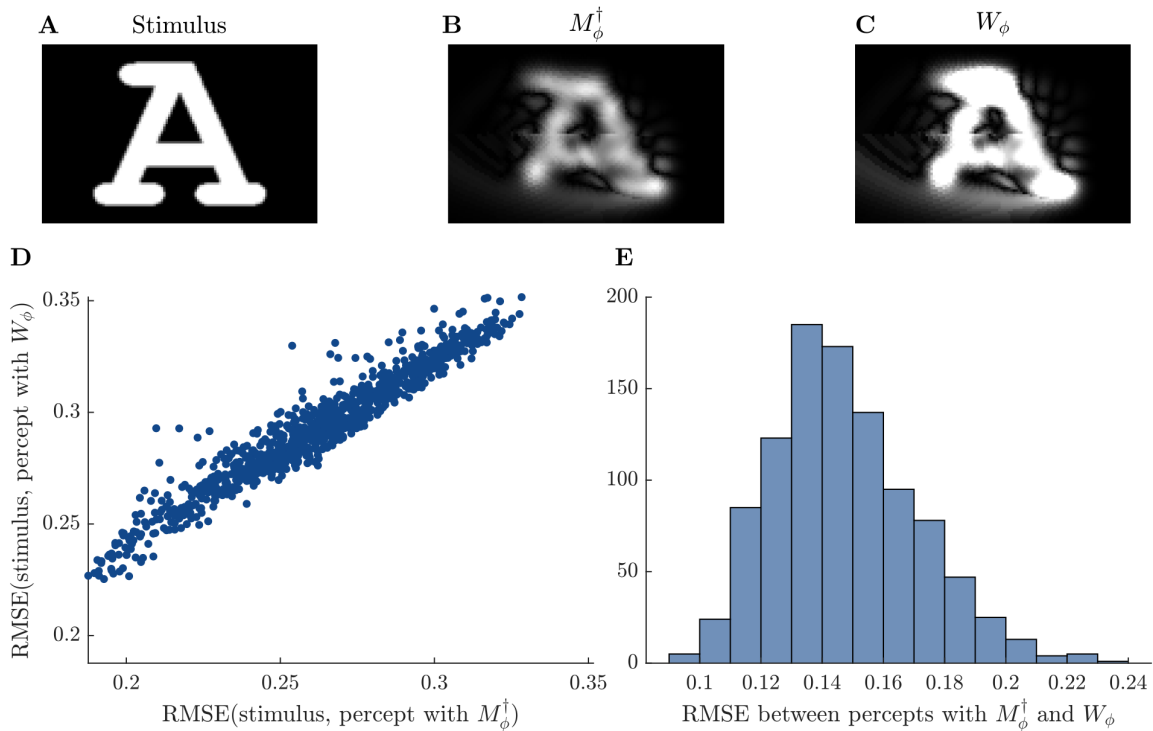 A Stimulus
B M_ϕ^†
C W_ϕ
A
A
A
D
RMSE(stimulus, percept with W_ϕ)
0.35
0.3
0.25
0.2
0.2 0.25 0.3 0.35
RMSE(stimulus, percept with M_ϕ^†)
E
200
150
100
50
0
0.1 0.12 0.14 0.16 0.18 0.2 0.22 0.24
RMSE between percepts with M_ϕ^† and W_ϕ